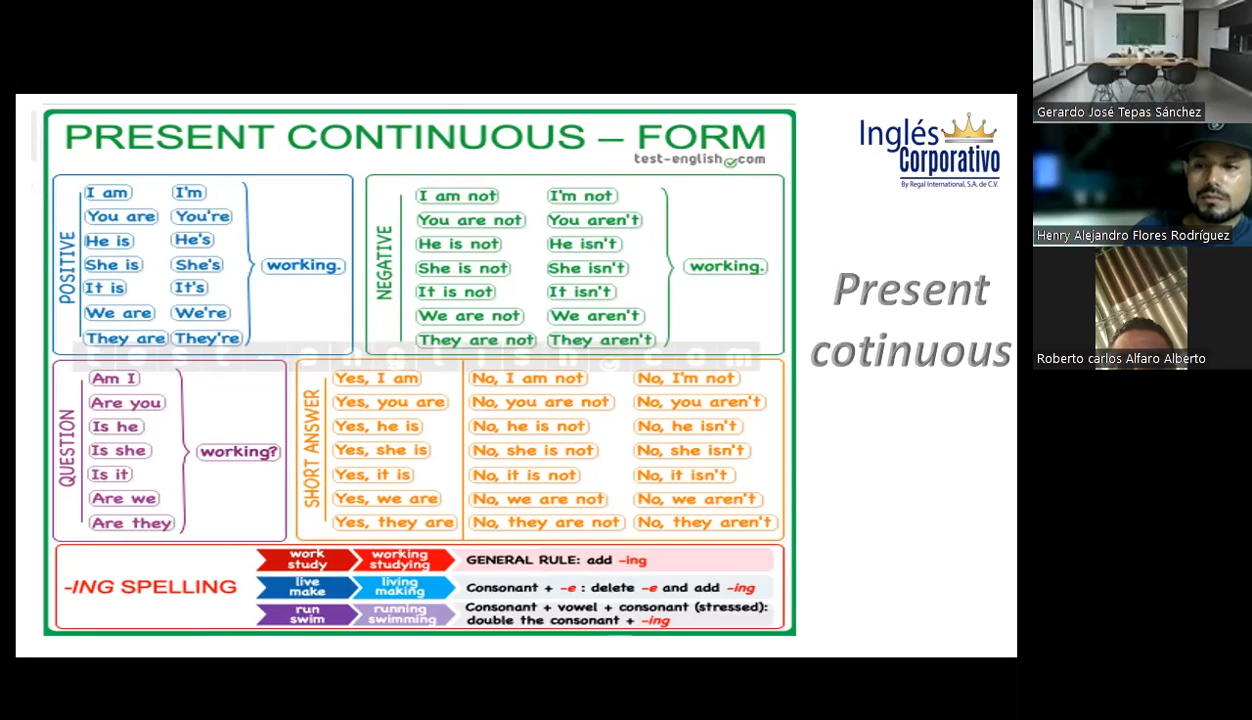 PRESENT CONTINUOUS – FORM
test-english.com
POSITIVE
I am I'm
You are You're
He is He's
She is She's
It is It's
We are We're
They are They're
working.
NEGATIVE
I am not I'm not
You are not You aren't
He is not He isn't
She is not She isn't
It is not It isn't
We are not We aren't
They are not They aren't
working.
test-english.com
QUESTION
Am I
Are you
Is he
Is she
Is it
Are we
Are they
working?
SHORT ANSWER
Yes, I am No, I am not No, I'm not
Yes, you are No, you are not No, you aren't
Yes, he is No, he is not No, he isn't
Yes, she is No, she is not No, she isn't
Yes, it is No, it is not No, it isn't
Yes, we are No, we are not No, we aren't
Yes, they are No, they are not No, they aren't
-ING SPELLING
work working
study studying
GENERAL RULE: add -ing
live living
make making
Consonant + -e : delete -e and add -ing
run running
swim swimming
Consonant + vowel + consonant (stressed):
double the consonant + -ing
Inglés
Corporativo
By Regal International, S.A. de C.V.
Present
cotinuous
Gerardo José Tepas Sánchez
Henry Alejandro Flores Rodríguez
Roberto carlos Alfaro Alberto